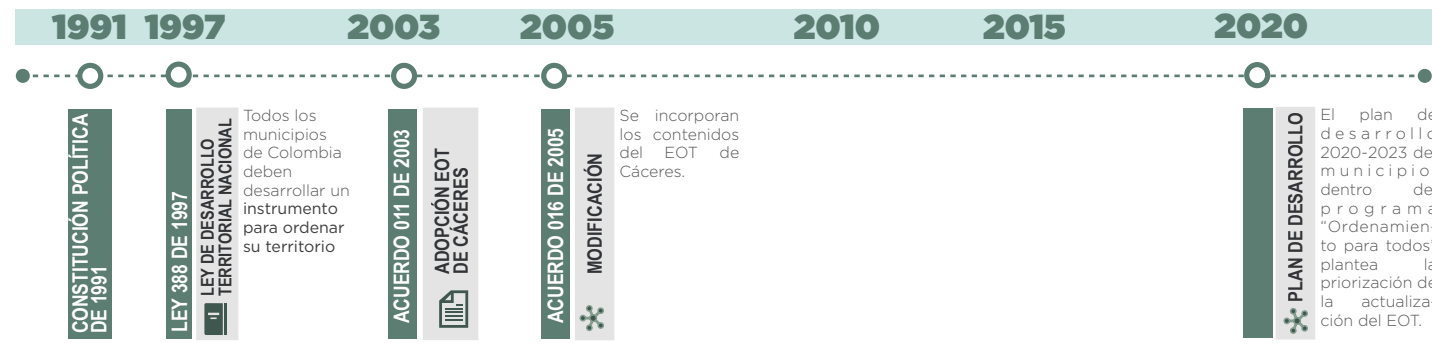 1991 1997 2003 2005 2010 2015 2020
CONSTITUCIÓN POLÍTICA
DE 1991
LEY 388 DE 1997
LEY DE DESARROLLO
TERRITORIAL NACIONAL
Todos los
municipios
de Colombia
deben
desarrollar un
instrumento
para ordenar
su territorio
ACUERDO 011 DE 2003
ADOPCIÓN EOT
DE CÁCERES
ACUERDO 016 DE 2005
MODIFICACIÓN
Se incorporan
los contenidos
del EOT de
Cáceres.
PLAN DE DESARROLLO
El plan de
desarrollo
2020-2023 de
municipio
dentro de
programa
"Ordenamien-
to para todos"
plantea la
priorización de
la actualiza-
ción del EOT.